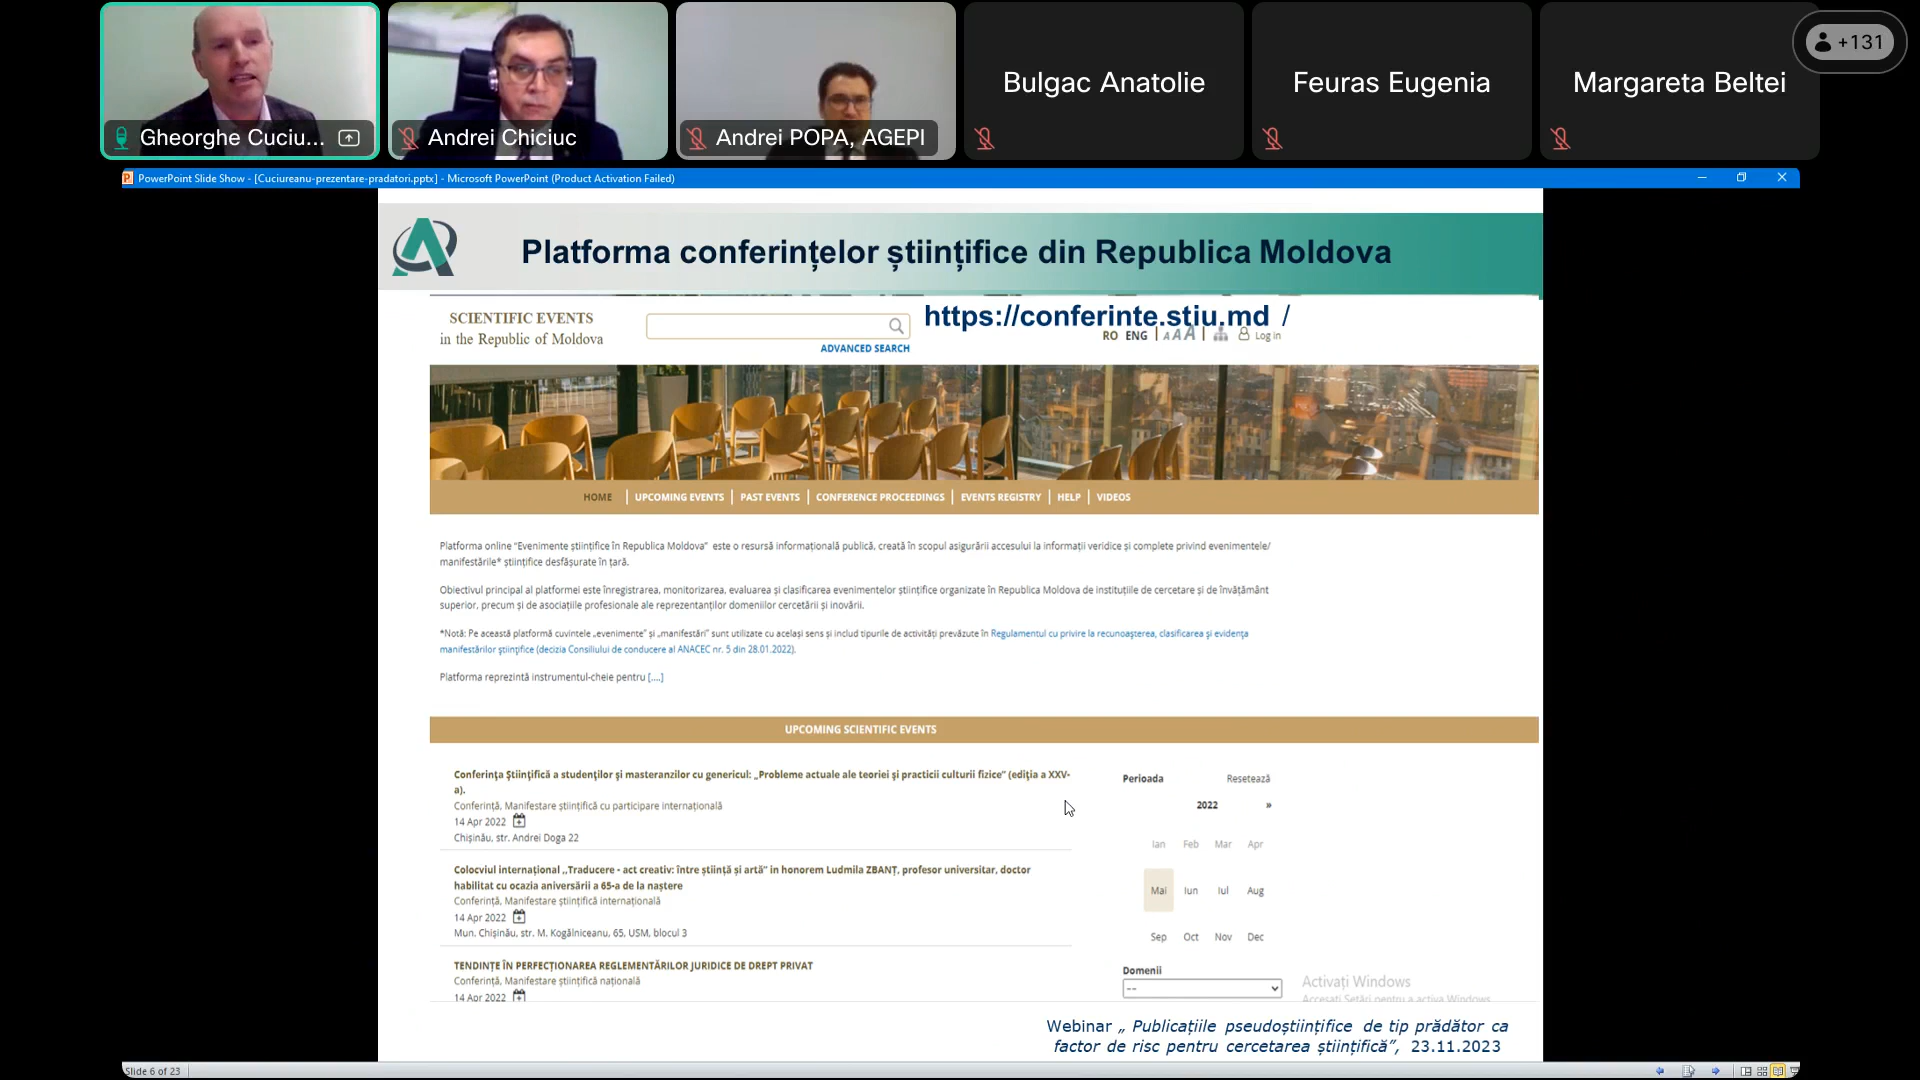 Gheorghe Cuciu...
Andrei Chiciuc
Andrei POPA, AGEPI
Bulgac Anatolie
Feuras Eugenia
Margareta Beltei
+131
PowerPoint Slide Show - [Cuciureanu-prezentare-pradatori.pptx] - Microsoft PowerPoint (Product Activation Failed)
Platforma conferințelor științifice din Republica Moldova
https://conferinte.stiu.md /
SCIENTIFIC EVENTS
in the Republic of Moldova
ADVANCED SEARCH
RO ENG | A A A | Log in
HOME | UPCOMING EVENTS | PAST EVENTS | CONFERENCE PROCEEDINGS | EVENTS REGISTRY | HELP | VIDEOS
Platforma online "Evenimente științifice în Republica Moldova" este o resursă informațională publică, creată în scopul asigurării accesului la informații veridice și complete privind evenimentele/
manifestările* științifice desfășurate în țară.
Obiectivul principal al platformei este înregistrarea, monitorizarea, evaluarea și clasificarea evenimentelor științifice organizate în Republica Moldova de instituțiile de cercetare și de învățământ
superior, precum și de asociațiile profesionale ale reprezentanților domeniilor cercetării și inovării.
*Notă: Pe această platformă cuvintele „evenimente” și „manifestări” sunt utilizate cu același sens și includ tipurile de activități prevăzute în Regulamentul cu privire la recunoașterea, clasificarea și evidența
manifestărilor științifice (decizia Consiliului de conducere al ANACEC nr. 5 din 28.01.2022).
Platforma reprezintă instrumentul-cheie pentru [....]
UPCOMING SCIENTIFIC EVENTS
Conferința Științifică a studenților și masteranzilor cu genericul: „Probleme actuale ale teoriei și practicii culturii fizice” (ediția a XXV-
a).
Conferință, Manifestare științifică cu participare internațională
14 Apr 2022
Chișinău, str. Andrei Doga 22
Colocviul internațional ,,Traducere - act creativ: între știință și artă” in honorem Ludmila ZBANȚ, profesor universitar, doctor
habilitat cu ocazia aniversării a 65-a de la naștere
Conferință, Manifestare științifică internațională
14 Apr 2022
Mun. Chișinău, str. M. Kogălniceanu, 65, USM, blocul 3
TENDINȚE ÎN PERFECȚIONAREA REGLEMENTĂRILOR JURIDICE DE DREPT PRIVAT
Conferință, Manifestare științifică națională
14 Apr 2022
Perioada Resetează
2022 »
Ian Feb Mar Apr
Mai Iun Iul Aug
Sep Oct Nov Dec
Domenii
--
Activați Windows
Accesați Setări pentru a activa Windows
Webinar „ Publicațiile pseudoștiințifice de tip prădător ca
factor de risc pentru cercetarea științifică”, 23.11.2023
Slide 6 of 23